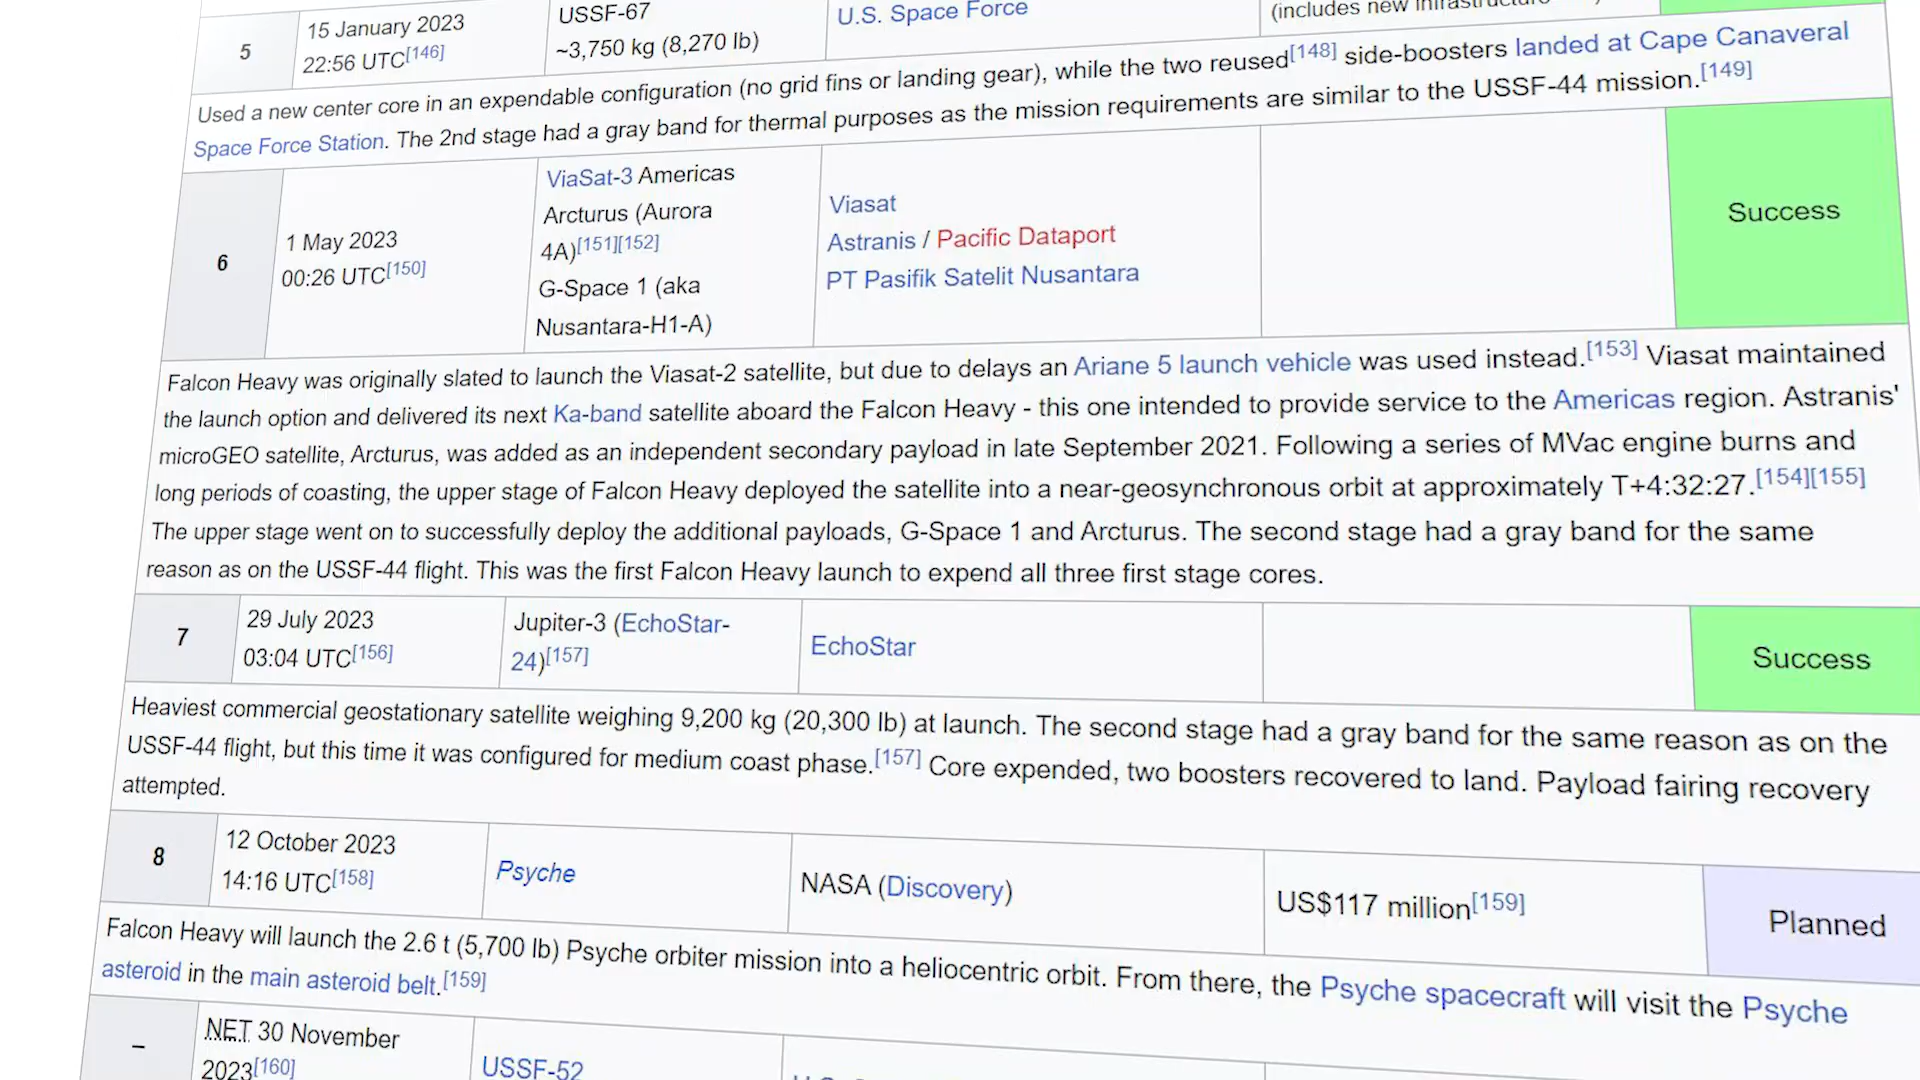 5
15 January 2023
22:56 UTC[146]
USSF-67
~3,750 kg (8,270 lb)
U.S. Space Force
(includes new
Used a new center core in an expendable configuration (no grid fins or landing gear), while the two reused[148] side-boosters landed at Cape Canaveral
Space Force Station. The 2nd stage had a gray band for thermal purposes as the mission requirements are similar to the USSF-44 mission.[149]
6
1 May 2023
00:26 UTC[150]
ViaSat-3 Americas
Arcturus (Aurora
4A)[151][152]
G-Space 1 (aka
Nusantara-H1-A)
Viasat
Astranis / Pacific Dataport
PT Pasifik Satelit Nusantara
Success
Falcon Heavy was originally slated to launch the Viasat-2 satellite, but due to delays an Ariane 5 launch vehicle was used instead.[153] Viasat maintained
the launch option and delivered its next Ka-band satellite aboard the Falcon Heavy - this one intended to provide service to the Americas region. Astranis'
microGEO satellite, Arcturus, was added as an independent secondary payload in late September 2021. Following a series of MVac engine burns and
long periods of coasting, the upper stage of Falcon Heavy deployed the satellite into a near-geosynchronous orbit at approximately T+4:32:27.[154][155]
The upper stage went on to successfully deploy the additional payloads, G-Space 1 and Arcturus. The second stage had a gray band for the same
reason as on the USSF-44 flight. This was the first Falcon Heavy launch to expend all three first stage cores.
7
29 July 2023
03:04 UTC[156]
Jupiter-3 (EchoStar-
24)[157]
EchoStar
Success
Heaviest commercial geostationary satellite weighing 9,200 kg (20,300 lb) at launch. The second stage had a gray band for the same reason as on the
USSF-44 flight, but this time it was configured for medium coast phase.[157] Core expended, two boosters recovered to land. Payload fairing recovery
attempted.
8
12 October 2023
14:16 UTC[158]
Psyche
NASA (Discovery)
US$117 million[159]
Planned
Falcon Heavy will launch the 2.6 t (5,700 lb) Psyche orbiter mission into a heliocentric orbit. From there, the Psyche spacecraft will visit the Psyche
asteroid in the main asteroid belt.[159]
–
NET 30 November
2023[160]
USSF-52